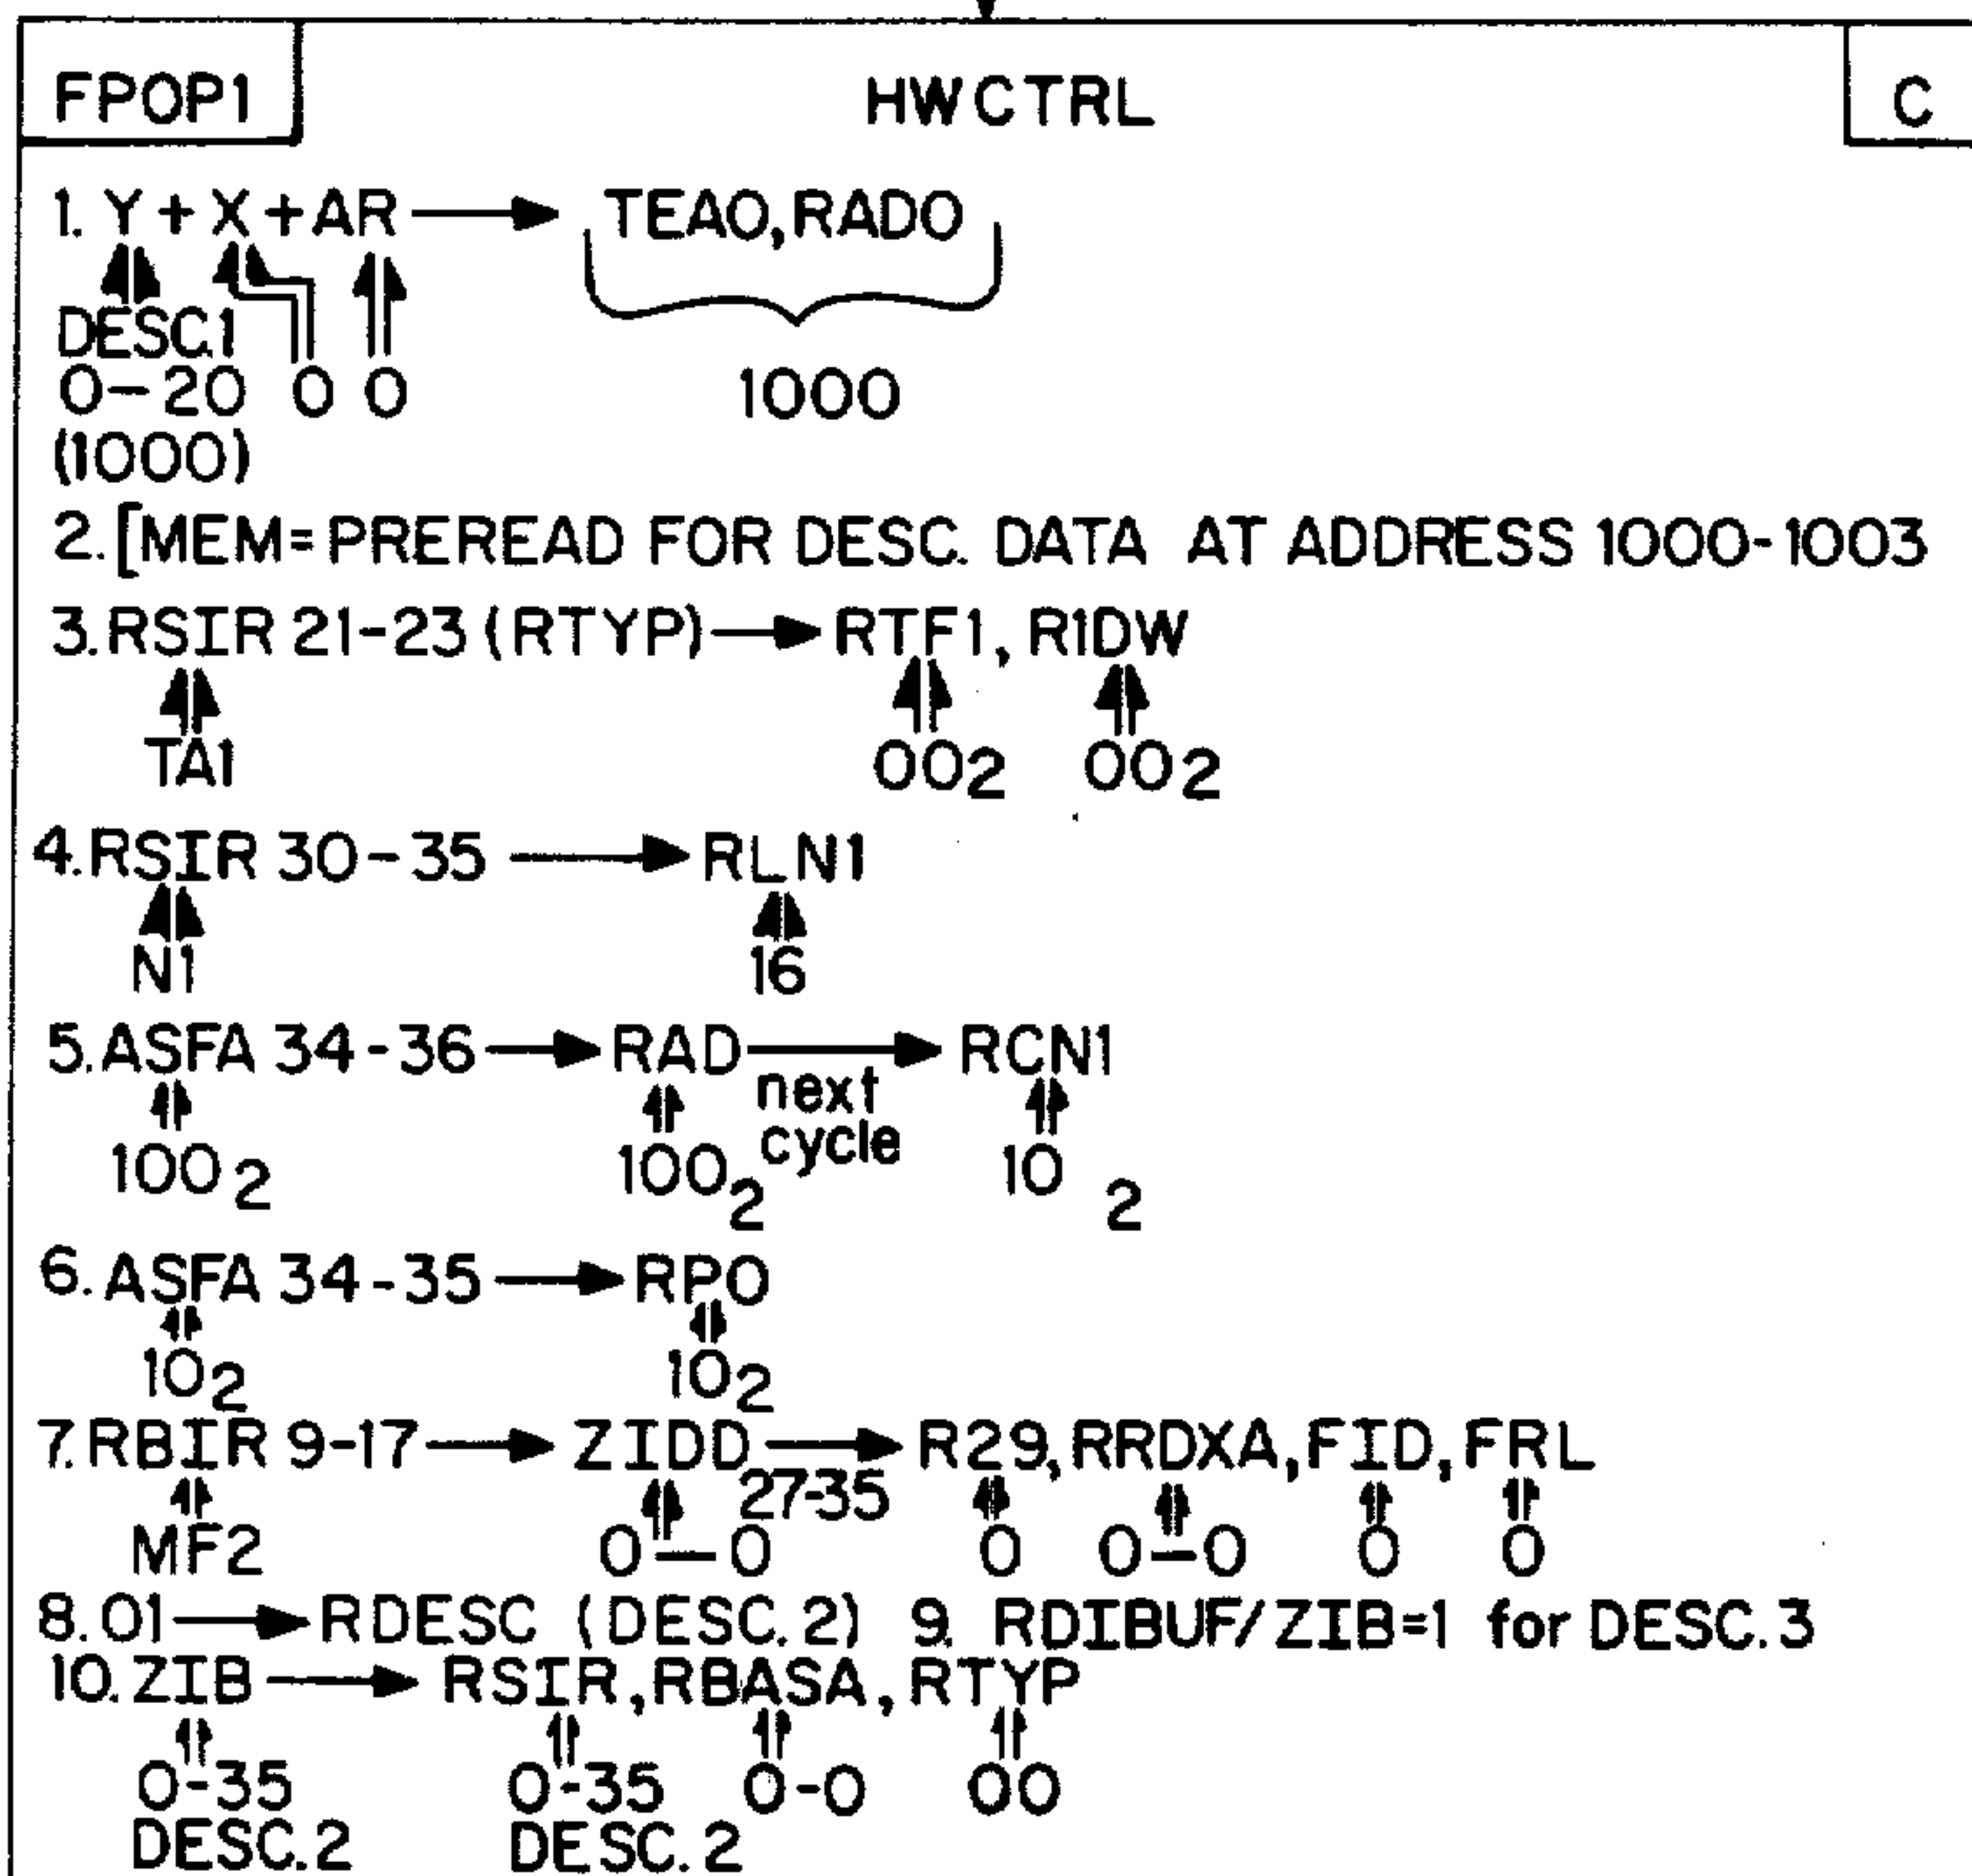 FPOP1 HWCTRL C
1. Y + X + AR → TEAO, RADO
DESC.1
0-20 0 0 1000
(1000)
2. [MEM = PREREAD FOR DESC. DATA AT ADDRESS 1000-1003
3. RSIR 21-23 (RTYP) → RTF1, R1DW
TA1 00₂ 00₂
4. RSIR 30-35 → RLN1
N1 16
5. ASFA 34-36 → RAD → RCN1
next
cycle
100₂ 100₂ 10₂
6. ASFA 34-35 → RPO
10₂ 10₂
7. RBIR 9-17 → ZIDD → R29, RRDXA, FID, FRL
27-35
MF2 0—0 0 0—0 0 0
8. 01 → RDESC (DESC. 2) 9. RDIBUF/ZIB=1 for DESC. 3
10. ZIB → RSIR, RBASA, RTYP
0-35 0-35 0-0 00
DESC. 2 DESC. 2